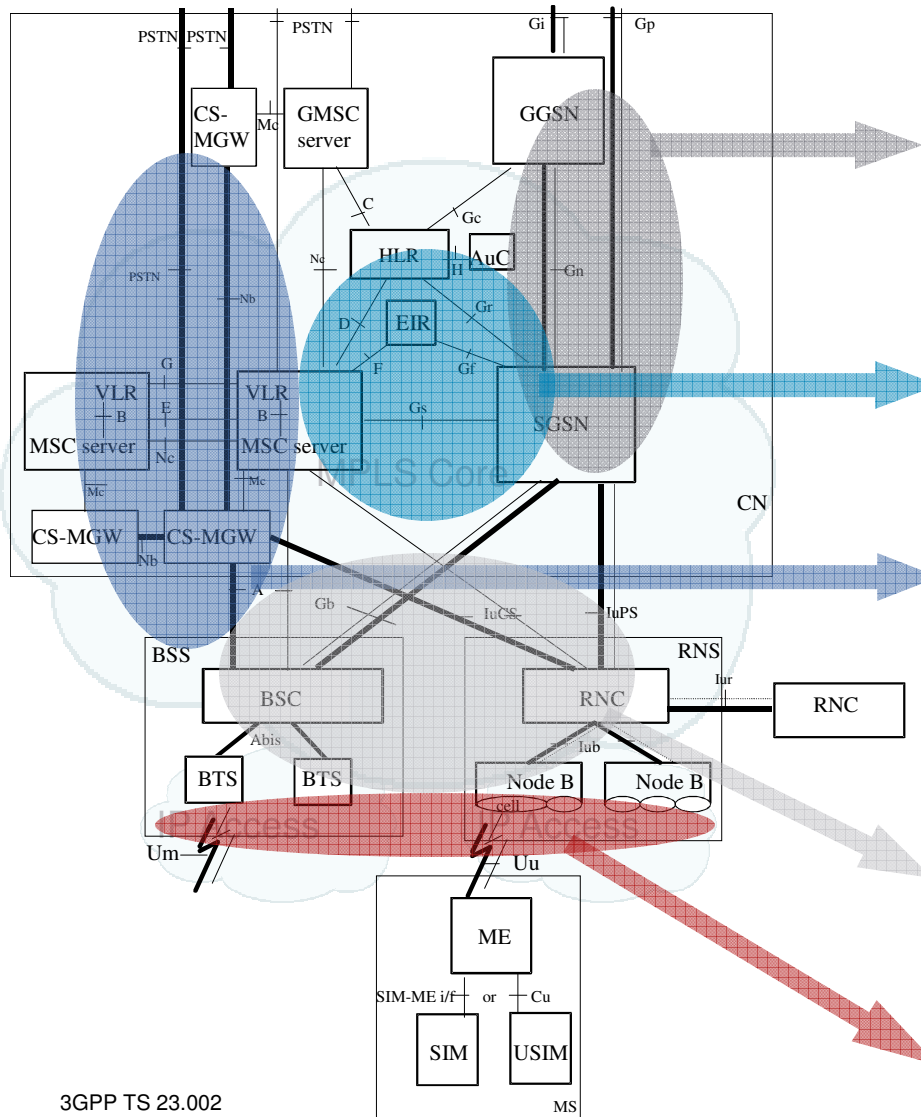 PSTN
PSTN
PSTN
Gi
Gp
CS-
MGW
Mc
GMSC
server
GGSN
C
Gc
HLR
H
AuC
Nc
PSTN
Gn
Nb
D
EIR
Gr
F
Gf
G
VLR
B
E
MSC server
Nc
VLR
B
MSC server
Gs
SGSN
MPLS Core
Mc
Mc
CN
CS-MGW
Nb
CS-MGW
A
Gb
IuCS
IuPS
BSS
RNS
BSC
RNC
Iur
RNC
Abis
Iub
BTS
BTS
Node B
Node B
cell
IP Access
IP Access
Um
Uu
ME
SIM-ME i/f
or
Cu
SIM
USIM
MS
3GPP TS 23.002